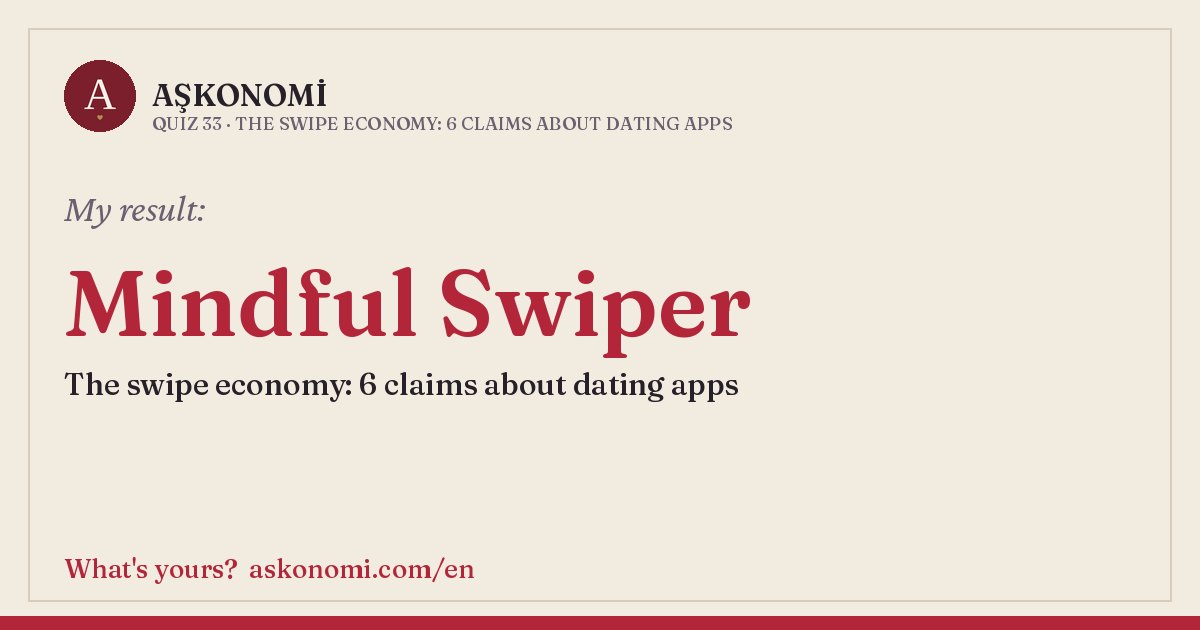 A
AŞKONOMİ
QUIZ 33 · THE SWIPE ECONOMY: 6 CLAIMS ABOUT DATING APPS
My result:
Mindful Swiper
The swipe economy: 6 claims about dating apps
What's yours? askonomi.com/en